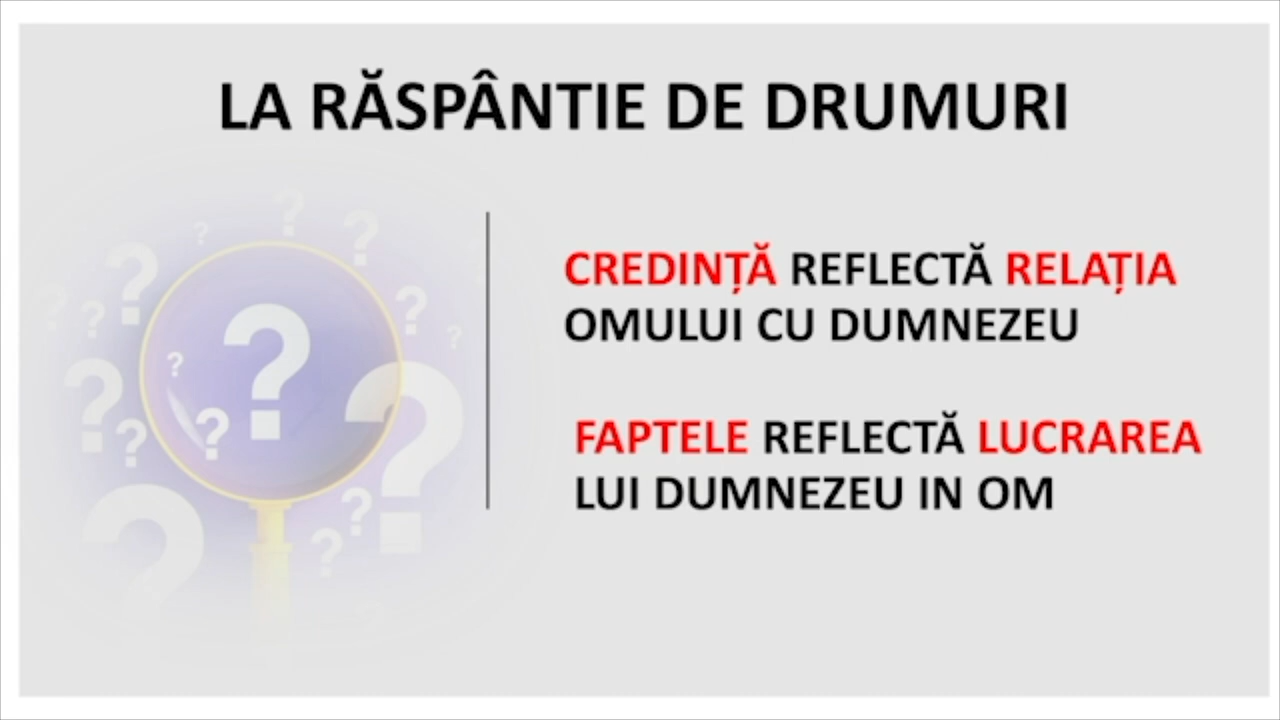 LA RĂSPÂNTIE DE DRUMURI
CREDINȚĂ REFLECTĂ RELAȚIA
OMULUI CU DUMNEZEU
FAPTELE REFLECTĂ LUCRAREA
LUI DUMNEZEU IN OM